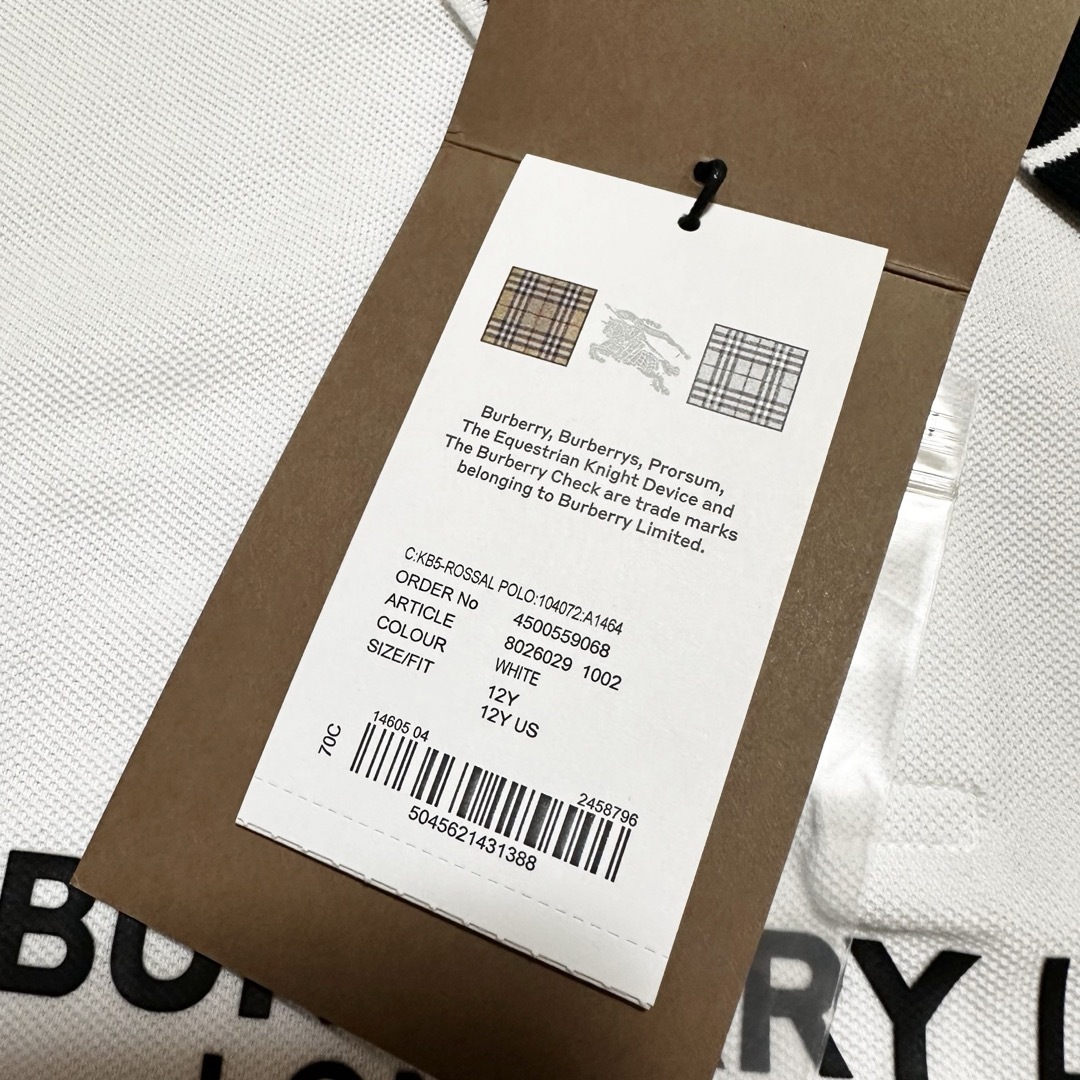 Burberry, Burberrys, Prorsum,
The Equestrian Knight Device and
The Burberry Check are trade marks
belonging to Burberry Limited.
C:KB5-ROSSAL POLO:104072:A1464
ORDER No 4500559068
ARTICLE 8026029 1002
COLOUR WHITE
SIZE/FIT 12Y
12Y US
70C
14605 04
2458796
5045621431388